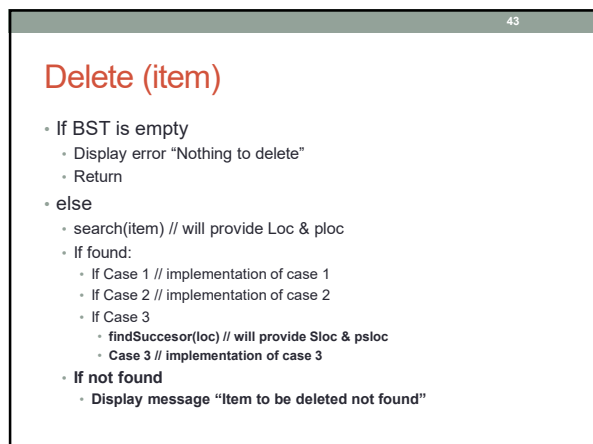 43
Delete (item)
• If BST is empty
• Display error “Nothing to delete”
• Return
• else
• search(item) // will provide Loc & ploc
• If found:
• If Case 1 // implementation of case 1
• If Case 2 // implementation of case 2
• If Case 3
• findSuccesor(loc) // will provide Sloc & psloc
• Case 3 // implementation of case 3
• If not found
• Display message “Item to be deleted not found”